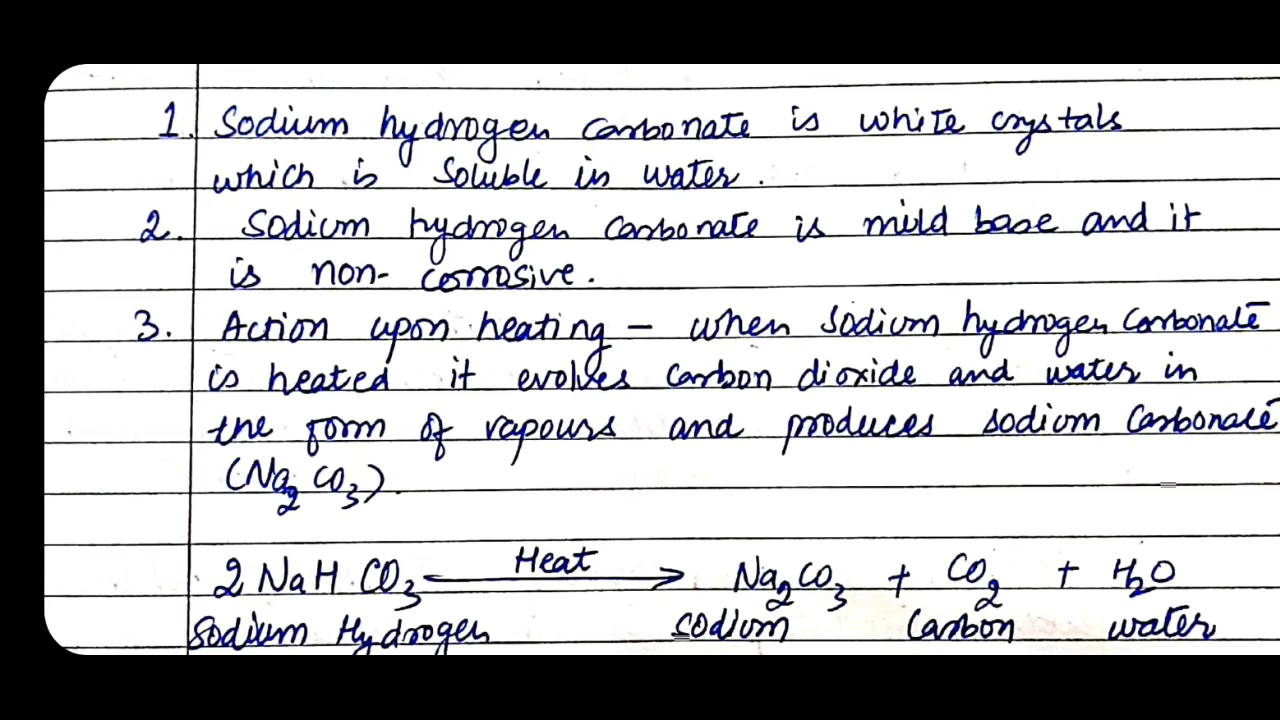 1. Sodium hydrogen carbonate is white crystals
which is soluble in water.
2. Sodium hydrogen carbonate is mild base and it
is non-corrosive.
3. Action upon heating – when sodium hydrogen carbonate
is heated it evolves carbon dioxide and water in
the form of vapours and produces sodium carbonate
(Na₂CO₃).
Heat
2 NaHCO₃ ⟶ Na₂CO₃ + CO₂ + H₂O
Sodium Hydrogen sodium Carbon water